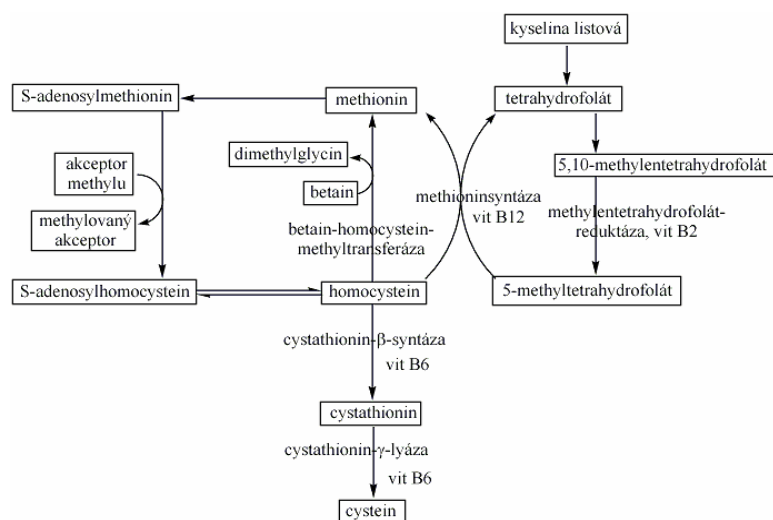 kyselina listová
S-adenosylmethionin
methionin
tetrahydrofolát
akceptor
methylu
dimethylglycin
betain
5,10-methylentetrahydrofolát
methioninsyntáza
vit B12
methylentetrahydrofolát-
reduktáza, vit B2
methylovaný
akceptor
betain-homocystein-
methyltransferáza
S-adenosylhomocystein
homocystein
5-methyltetrahydrofolát
cystathionin-β-syntáza
vit B6
cystathionin
cystathionin-γ-lyáza
vit B6
cystein